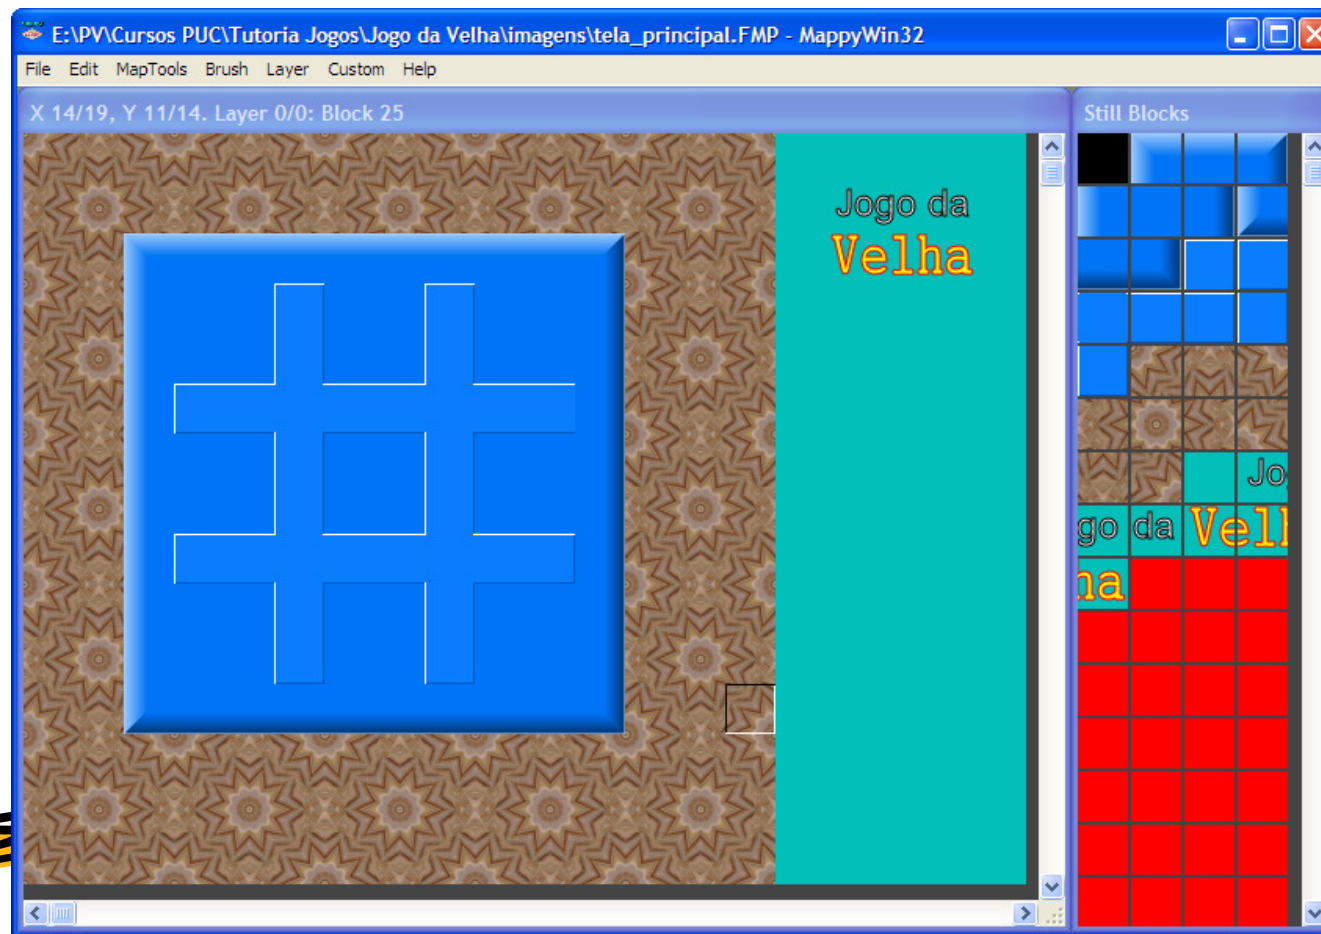 E:\PV\Cursos PUC\Tutoria Jogos\Jogo da Velha\imagens\tela_principal.FMP - MappyWin32
File Edit MapTools Brush Layer Custom Help
X 14/19, Y 11/14. Layer 0/0: Block 25
Still Blocks
Jogo da
Velha
Jo
go da Vell
ha